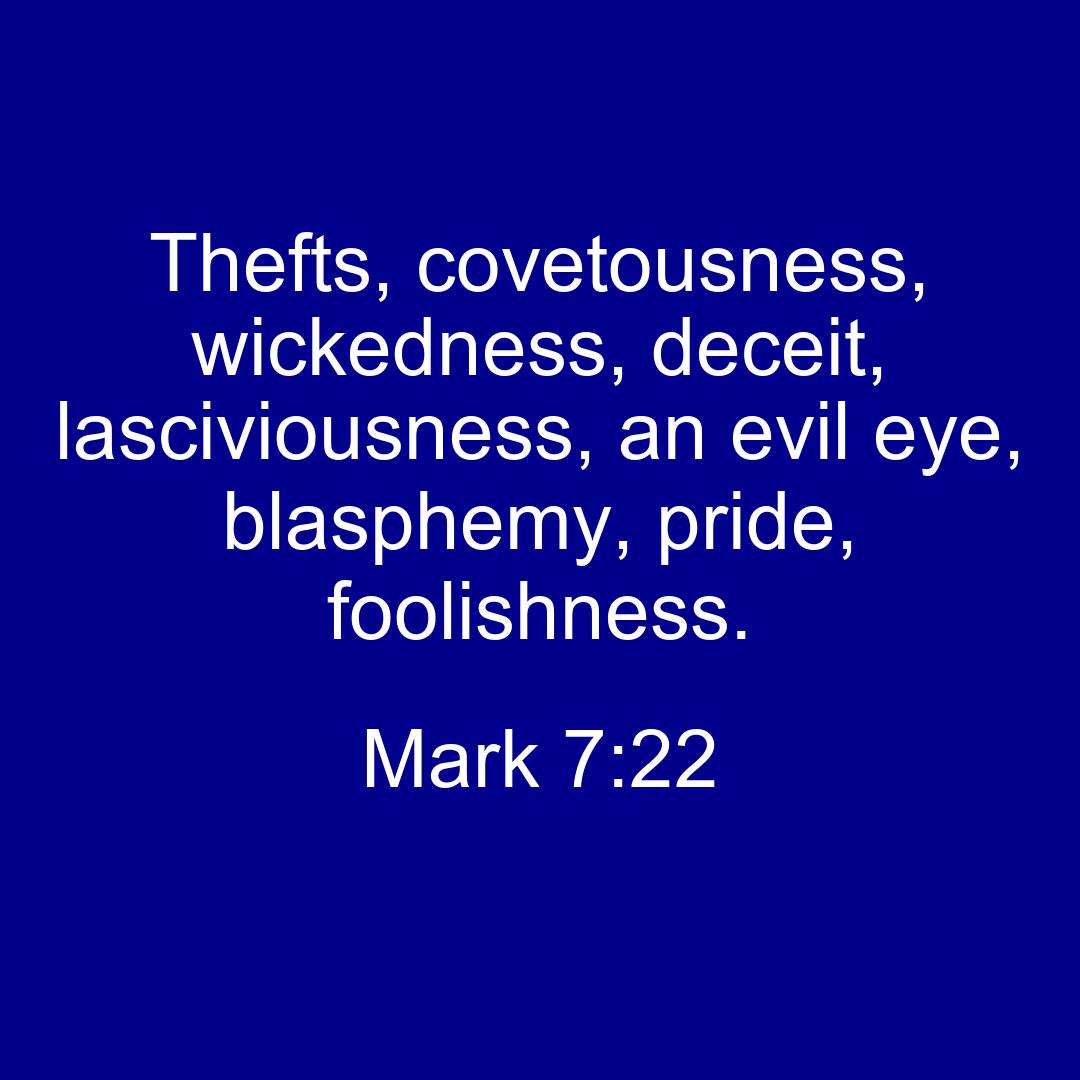 Thefts, covetousness,
wickedness, deceit,
lasciviousness, an evil eye,
blasphemy, pride,
foolishness.
Mark 7:22